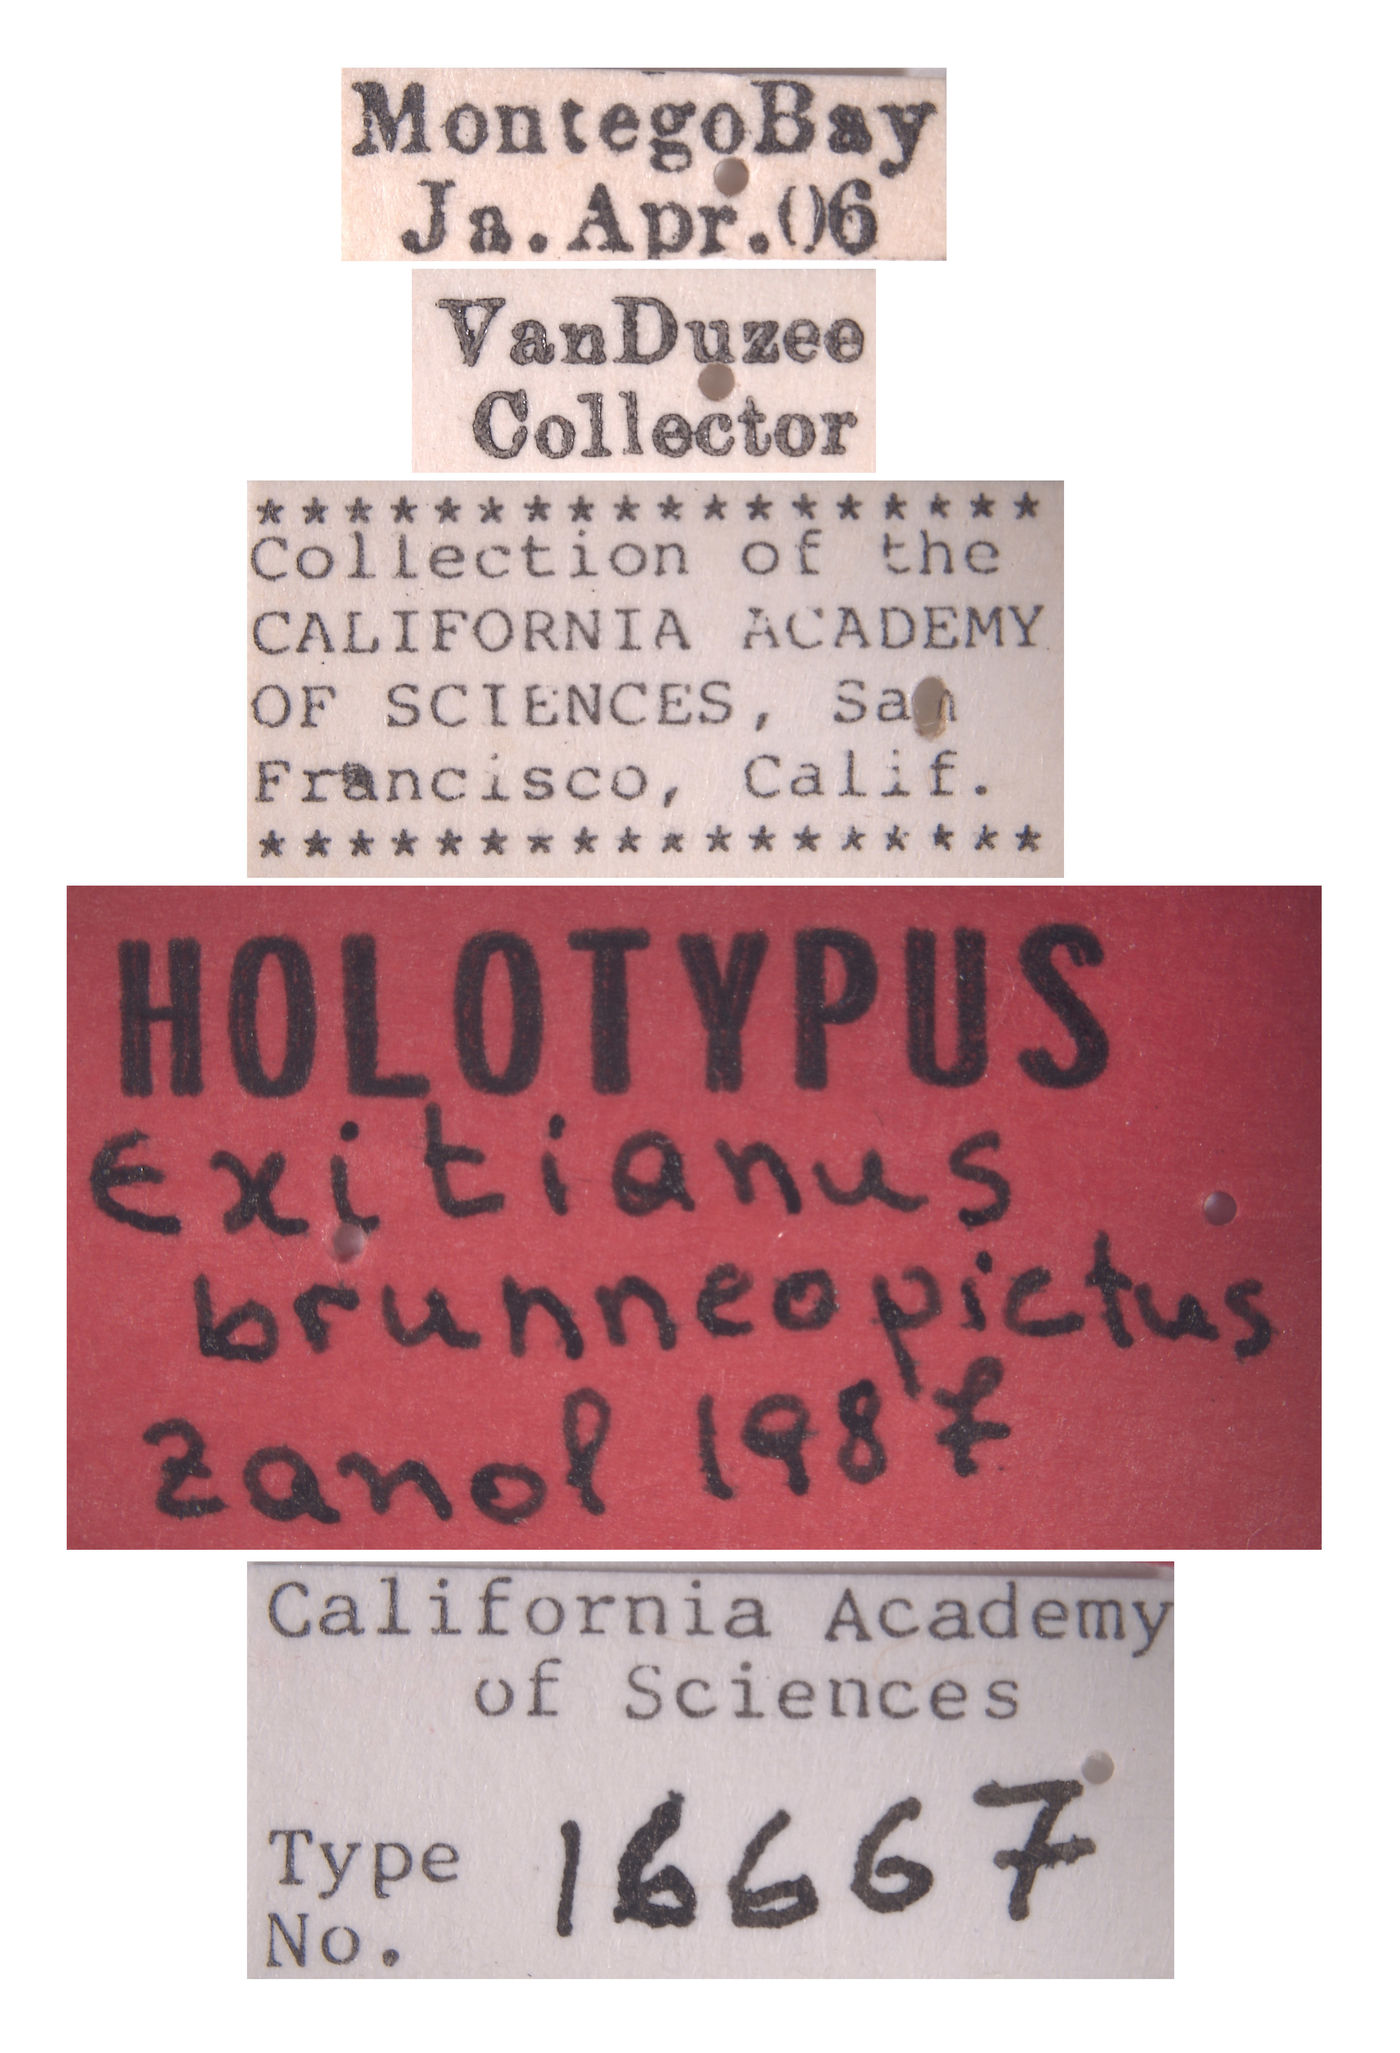 MontegoBay
Ja. Apr. 06
VanDuzee
Collector
* * * * * * * * * * * * * * * * * *
Collection of the
CALIFORNIA ACADEMY
OF SCIENCES, San
Francisco, Calif.
* * * * * * * * * * * * * * * * * *
HOLOTYPUS
Exitianus
brunneopictus
Zanol 1987
California Academy
of Sciences
Type 16667
No.